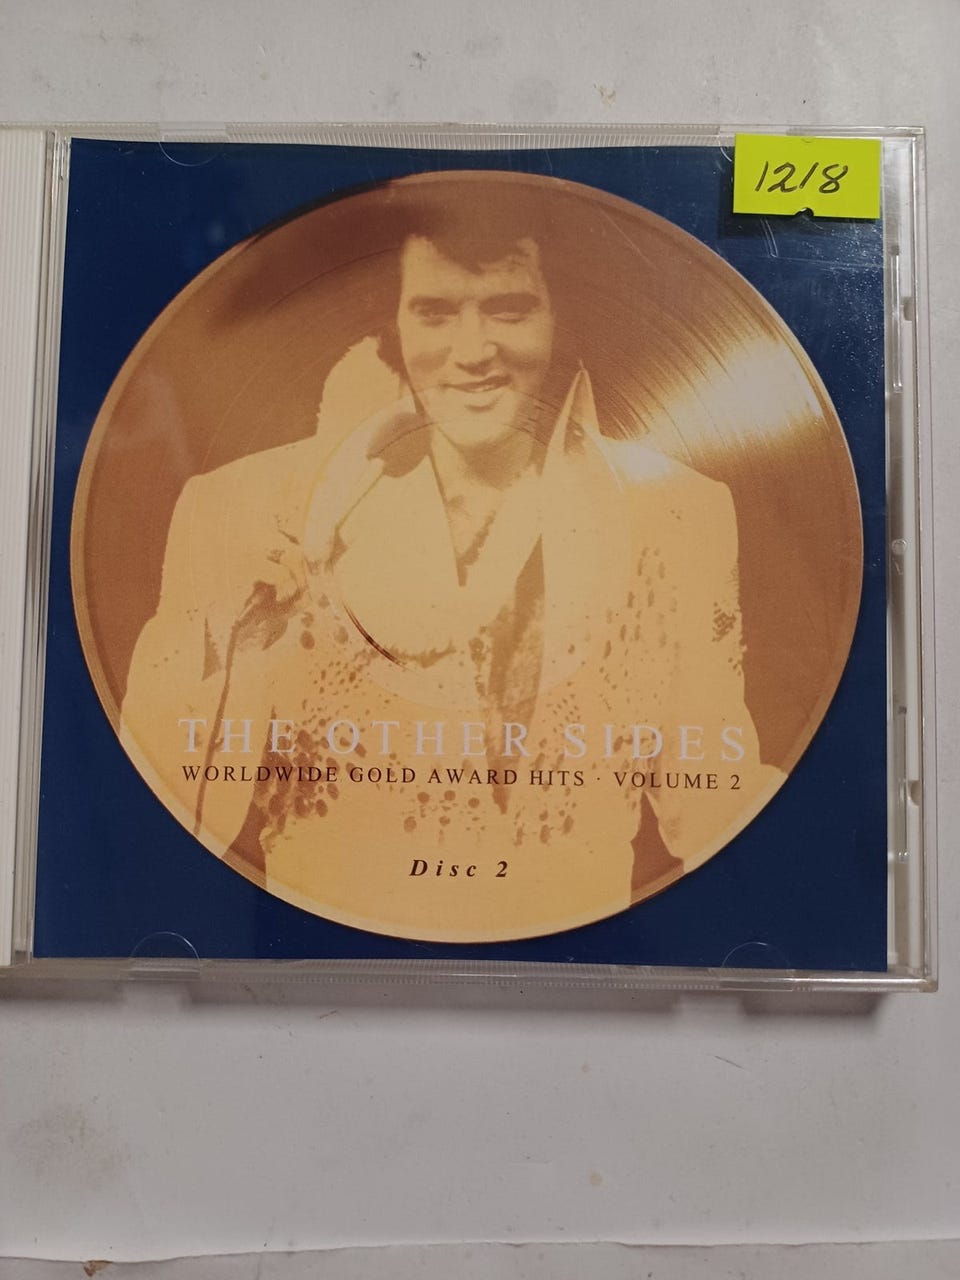 1218
THE OTHER SIDES
WORLDWIDE GOLD AWARD HITS · VOLUME 2
Disc 2